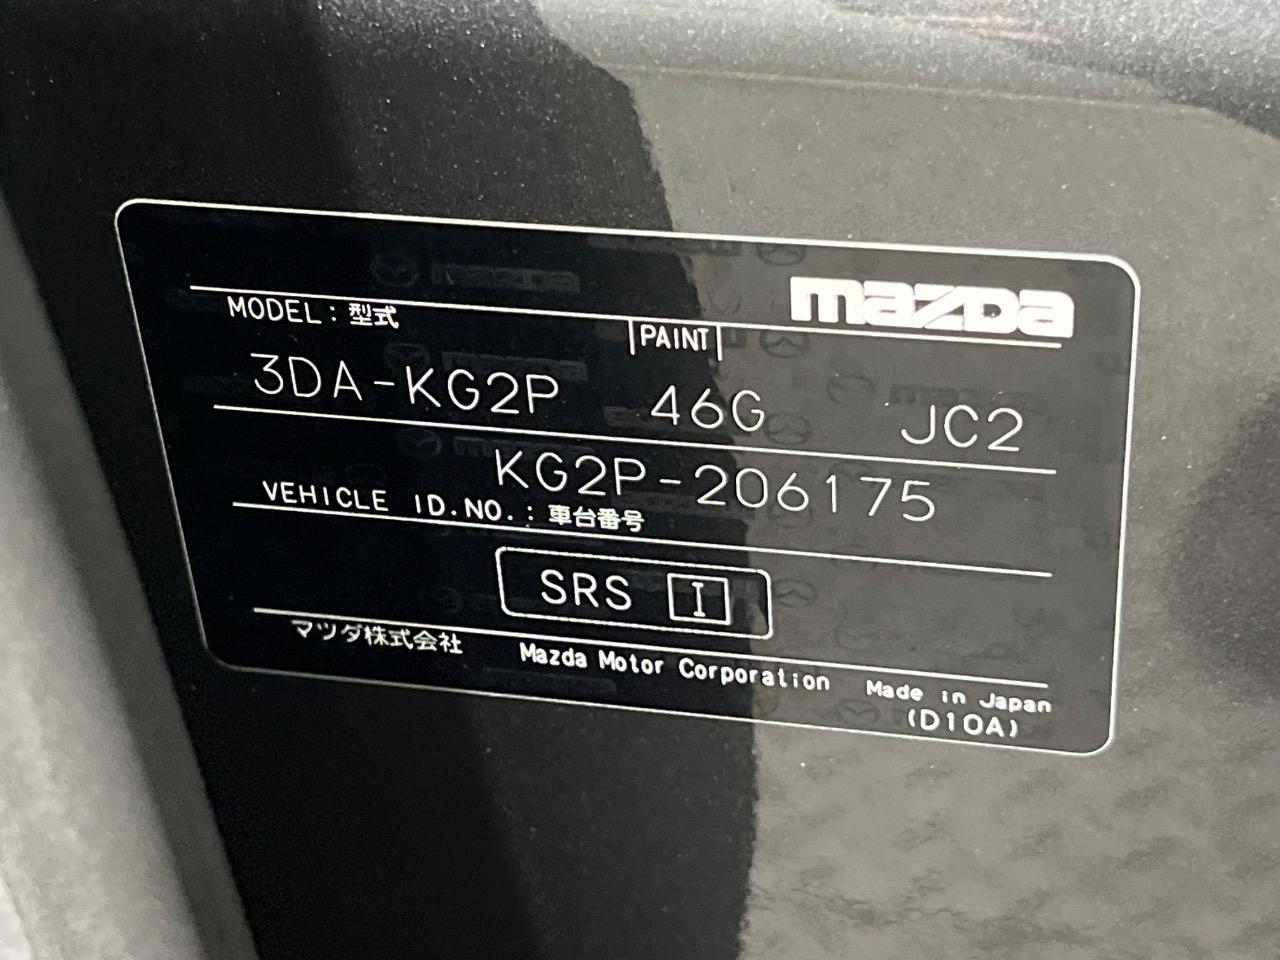 mazda
MODEL : 型式
PAINT
3DA-KG2P 46G JC2
KG2P-206175
VEHICLE ID.NO. : 車台番号
SRS I
マツダ株式会社 Mazda Motor Corporation Made in Japan
(D10A)